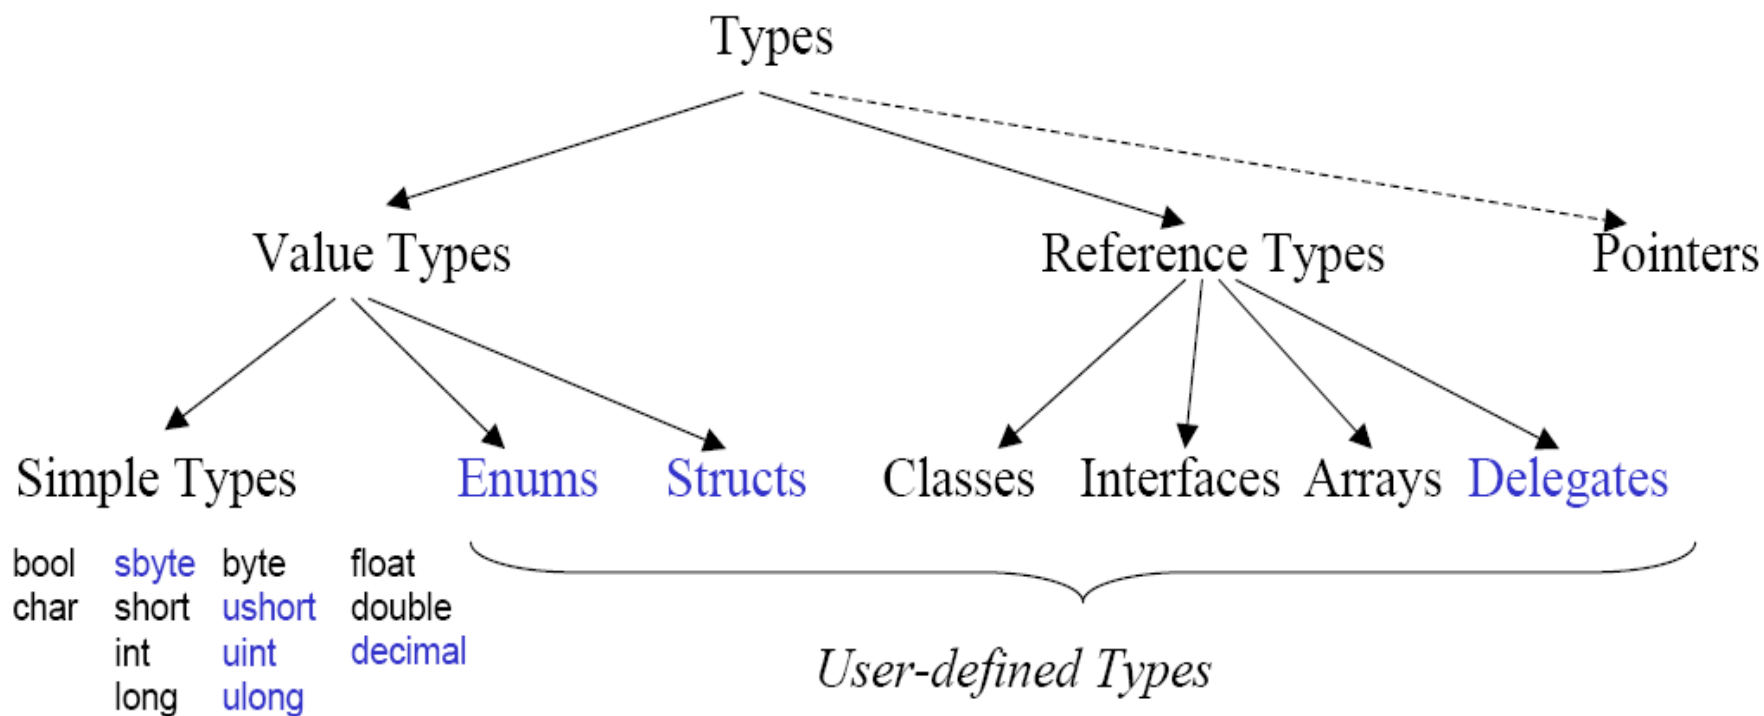 Types
Value Types Reference Types Pointers
Simple Types Enums Structs Classes Interfaces Arrays Delegates
bool sbyte byte float
char short ushort double
int uint decimal
long ulong
User-defined Types